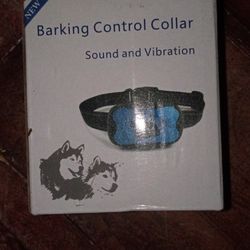 NEW
Barking Control Collar
Sound and Vibration